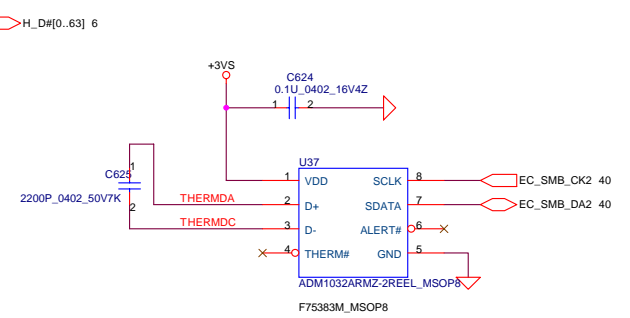 H_D#[0..63] 6
+3VS
C624
0.1U_0402_16V4Z
1 2
C625
1
2
2200P_0402_50V7K
THERMDA
THERMDC
U37
1 VDD SCLK 8
2 D+ SDATA 7
3 D- ALERT# 6
4 THERM# GND 5
EC_SMB_CK2 40
EC_SMB_DA2 40
ADM1032ARMZ-2REEL_MSOP8
F75383M_MSOP8